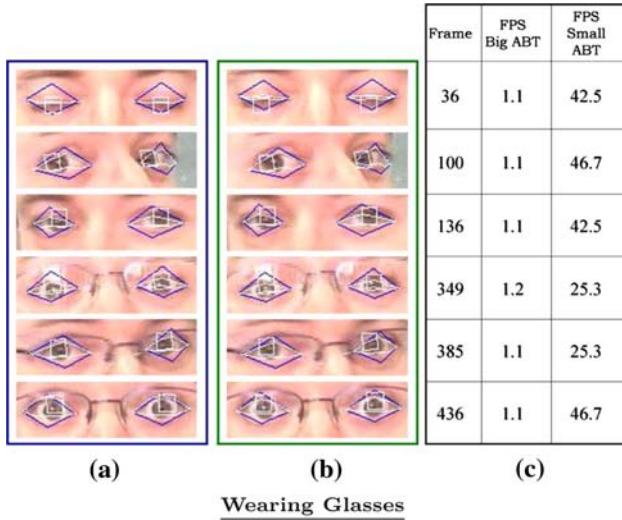 Frame FPS Big ABT FPS Small ABT
36 1.1 42.5
100 1.1 46.7
136 1.1 42.5
349 1.2 25.3
385 1.1 25.3
436 1.1 46.7
(a) (b) (c)
Wearing Glasses